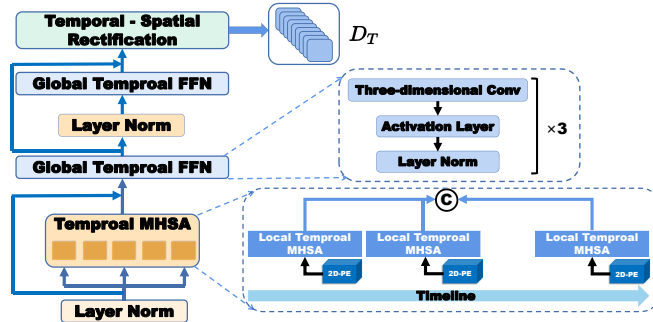 Temporal - Spatial
Rectification
D_T
Global Temproal FFN
Layer Norm
Global Temproal FFN
Temproal MHSA
Layer Norm
Three-dimensional Conv
Activation Layer
Layer Norm
×3
C
Local Temproal
MHSA
2D-PE
Local Temproal
MHSA
2D-PE
Local Temproal
MHSA
2D-PE
Timeline